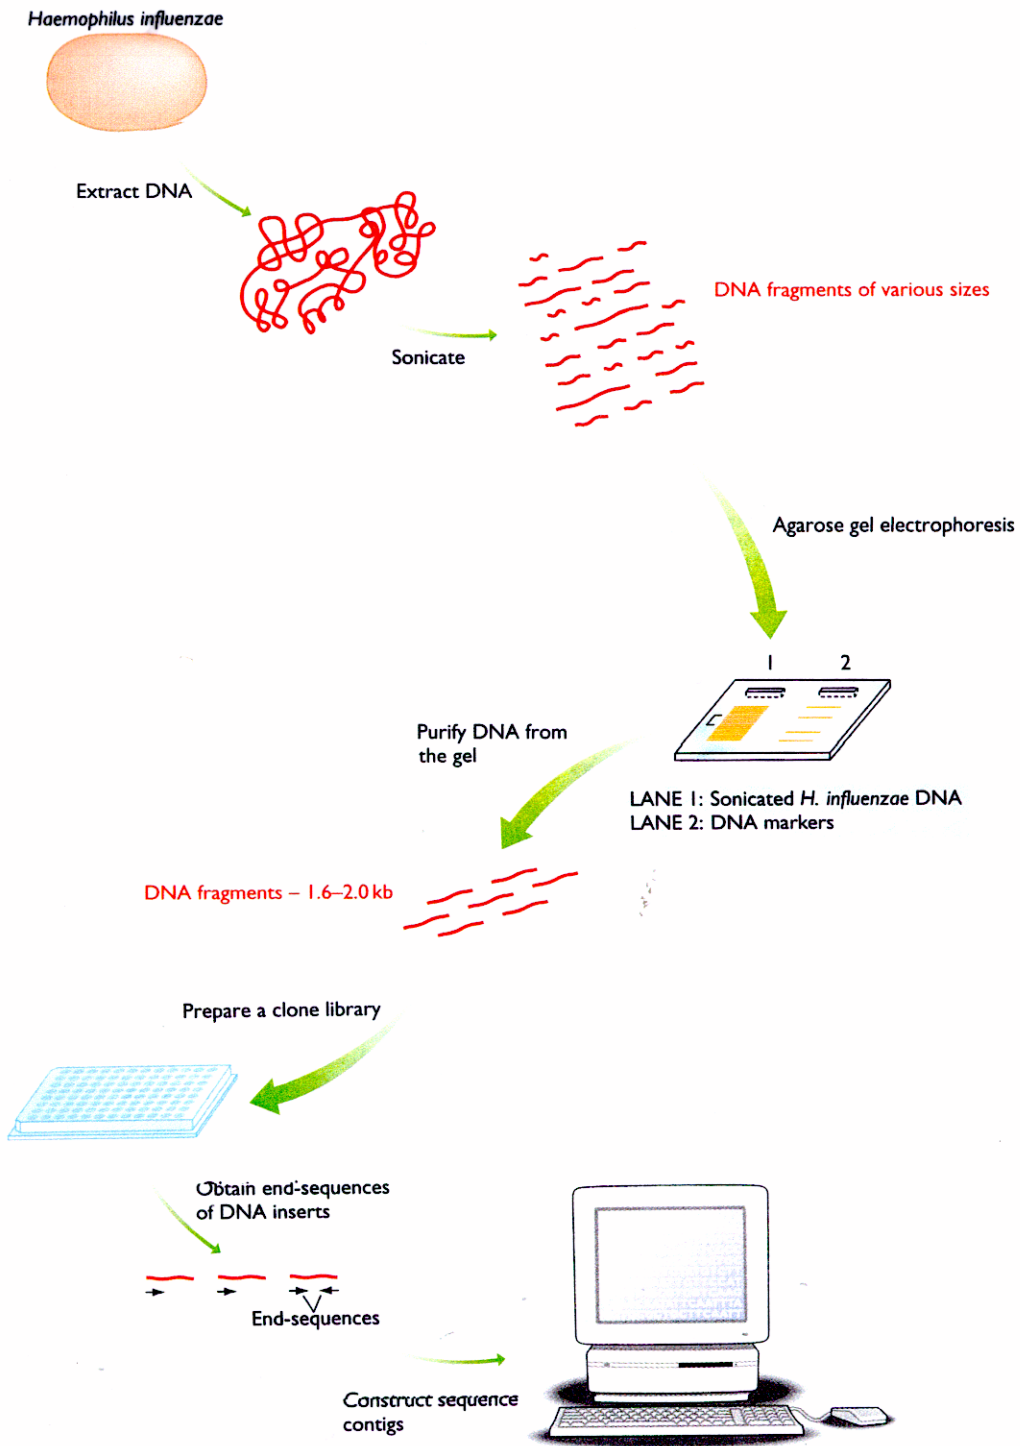 Haemophilus influenzae
Extract DNA
DNA fragments of various sizes
Sonicate
Agarose gel electrophoresis
1 2
Purify DNA from
the gel
LANE 1: Sonicated H. influenzae DNA
LANE 2: DNA markers
DNA fragments – 1.6–2.0 kb
Prepare a clone library
Obtain end-sequences
of DNA inserts
End-sequences
Construct sequence
contigs